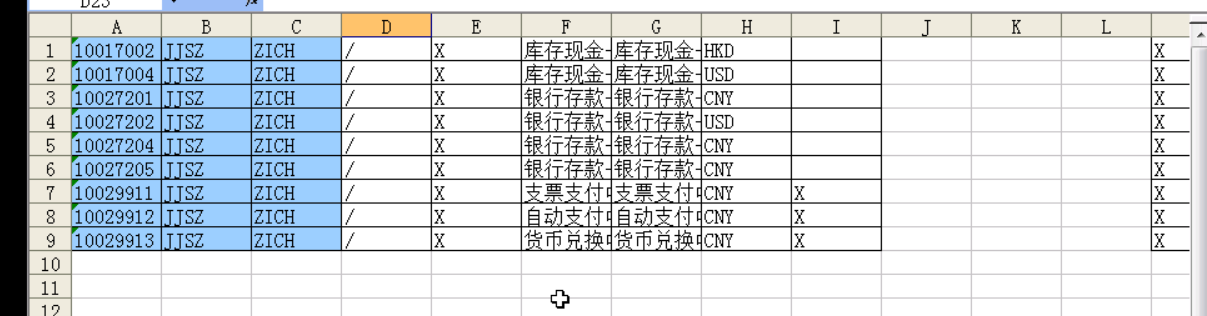 D23
A B C D E F G H I J K L
1 10017002 JJSZ ZICH / X 库存现金- 库存现金- HKD X
2 10017004 JJSZ ZICH / X 库存现金- 库存现金- USD X
3 10027201 JJSZ ZICH / X 银行存款- 银行存款- CNY X
4 10027202 JJSZ ZICH / X 银行存款- 银行存款- USD X
5 10027204 JJSZ ZICH / X 银行存款- 银行存款- CNY X
6 10027205 JJSZ ZICH / X 银行存款- 银行存款- CNY X
7 10029911 JJSZ ZICH / X 支票支付 支票支付 CNY X X
8 10029912 JJSZ ZICH / X 自动支付 自动支付 CNY X X
9 10029913 JJSZ ZICH / X 货币兑换 货币兑换 CNY X X
10
11
12